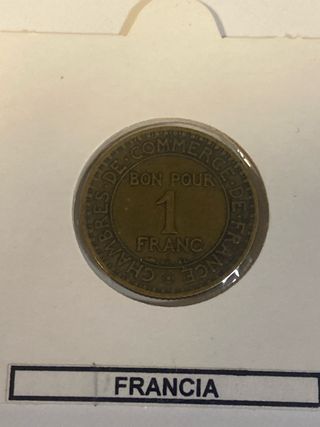 CHAMBRES·DE·COMMERCE·DE·FRANCE
BON POUR
1
FRANC
FRANCIA